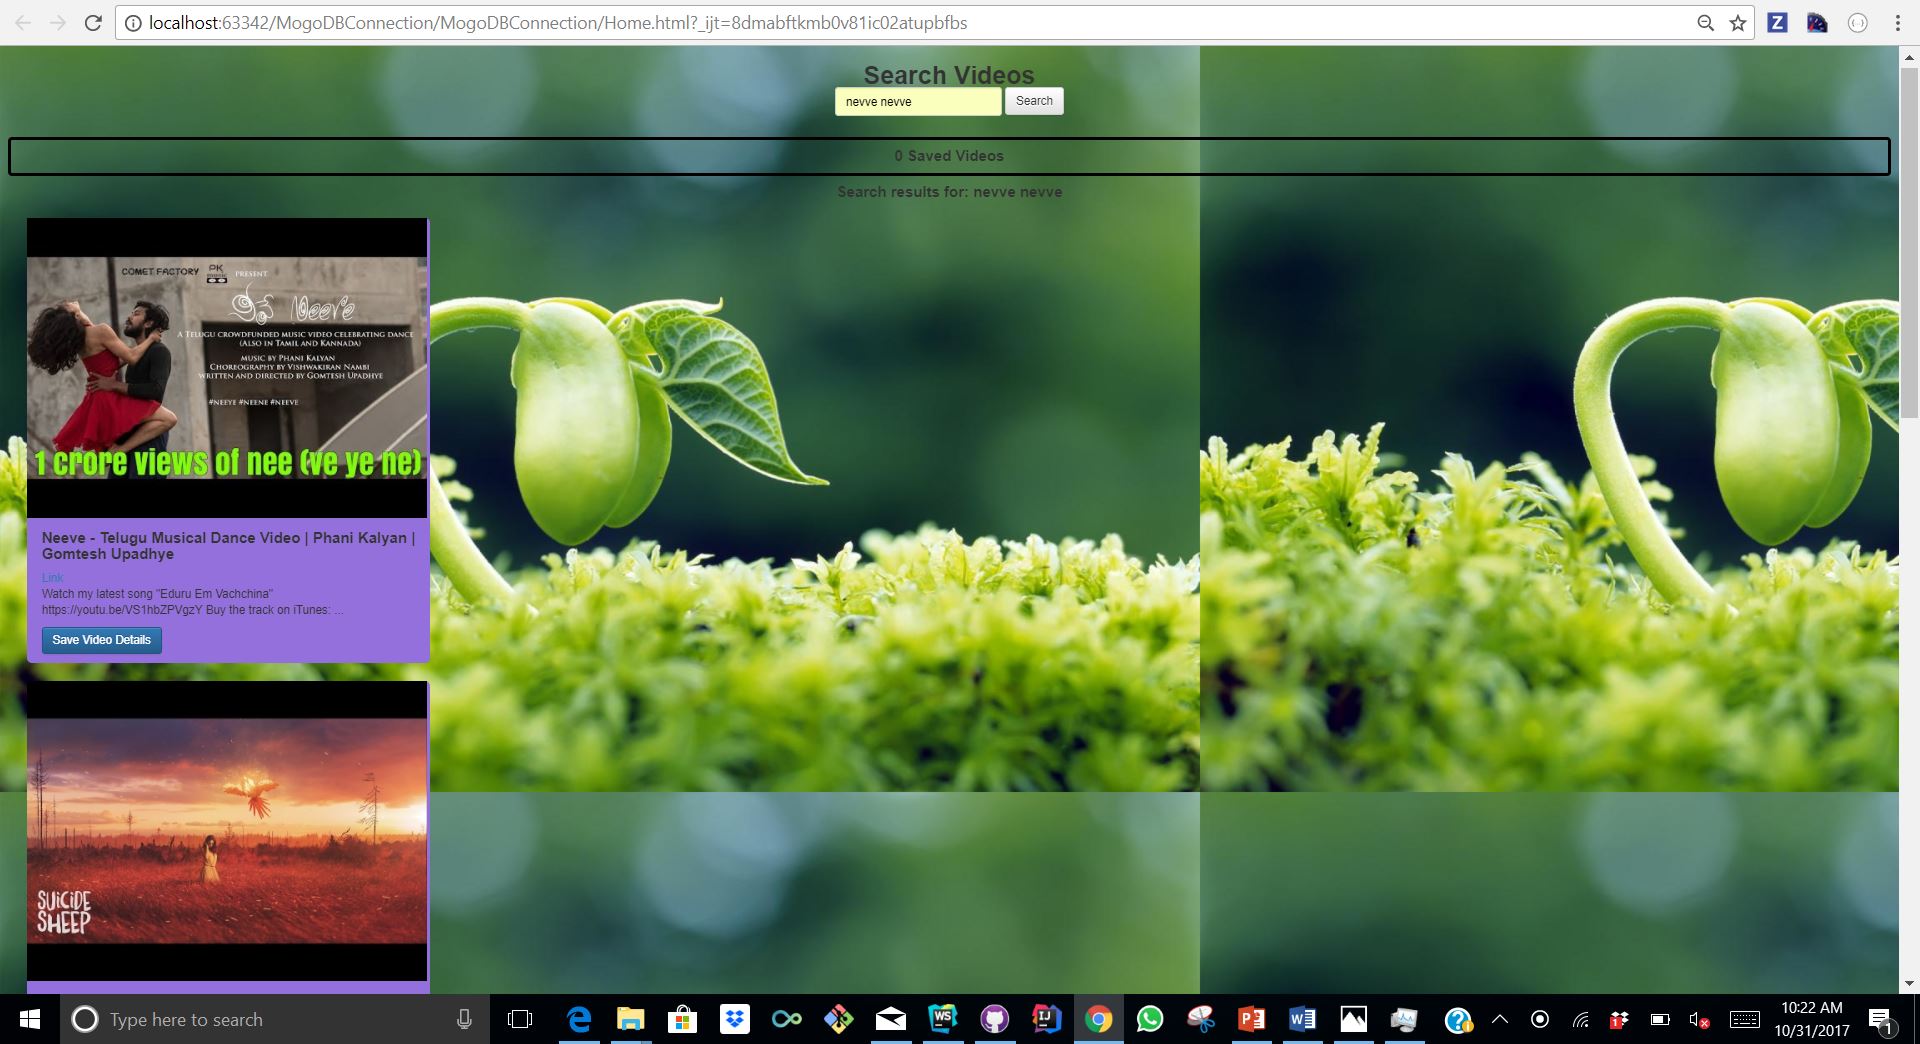 localhost:63342/MogoDBConnection/MogoDBConnection/Home.html?_ijt=8dmabftkmb0v81ic02atupbfbs
Search Videos
nevve nevve
Search
0 Saved Videos
Search results for: nevve nevve
COMET FACTORY PK PRESENT
Neeve
A TELUGU CROWDFUNDED MUSIC VIDEO CELEBRATING DANCE
(ALSO IN TAMIL AND KANNADA)
MUSIC BY PHANI KALYAN
CHOREOGRAPHY BY VISHWAKIRAN NAMBI
WRITTEN AND DIRECTED BY GOMTESH UPADHYE
#NEEYE #NEENE #NEEVE
1 crore views of nee (ve ye ne)
Neeve - Telugu Musical Dance Video | Phani Kalyan |
Gomtesh Upadhye
Link
Watch my latest song "Eduru Em Vachchina"
https://youtu.be/VS1hbZPVgzY Buy the track on iTunes: ...
Save Video Details
SUiCiDE
SHEEP
Type here to search
10:22 AM
10/31/2017